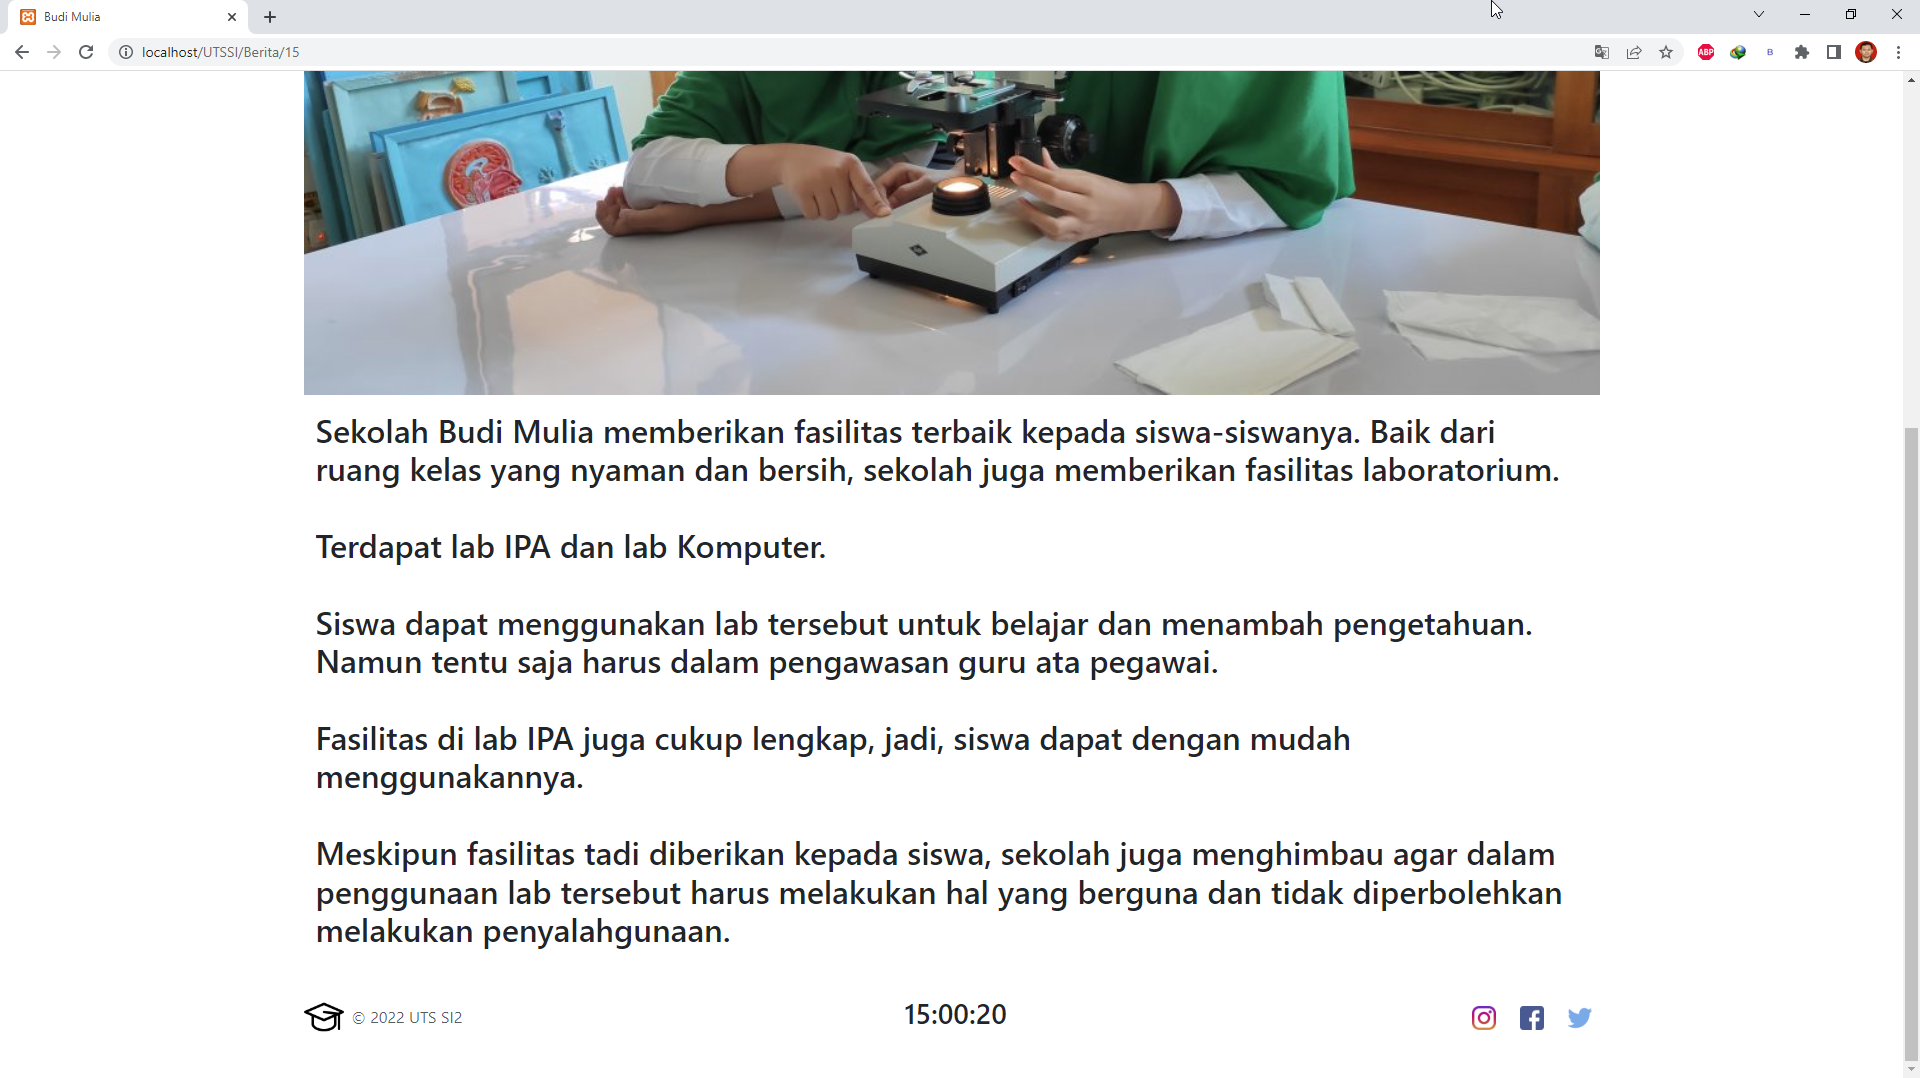 Budi Mulia
localhost/UTSSI/Berita/15
ABP
B
Sekolah Budi Mulia memberikan fasilitas terbaik kepada siswa-siswanya. Baik dari
ruang kelas yang nyaman dan bersih, sekolah juga memberikan fasilitas laboratorium.
Terdapat lab IPA dan lab Komputer.
Siswa dapat menggunakan lab tersebut untuk belajar dan menambah pengetahuan.
Namun tentu saja harus dalam pengawasan guru ata pegawai.
Fasilitas di lab IPA juga cukup lengkap, jadi, siswa dapat dengan mudah
menggunakannya.
Meskipun fasilitas tadi diberikan kepada siswa, sekolah juga menghimbau agar dalam
penggunaan lab tersebut harus melakukan hal yang berguna dan tidak diperbolehkan
melakukan penyalahgunaan.
© 2022 UTS SI2
15:00:20